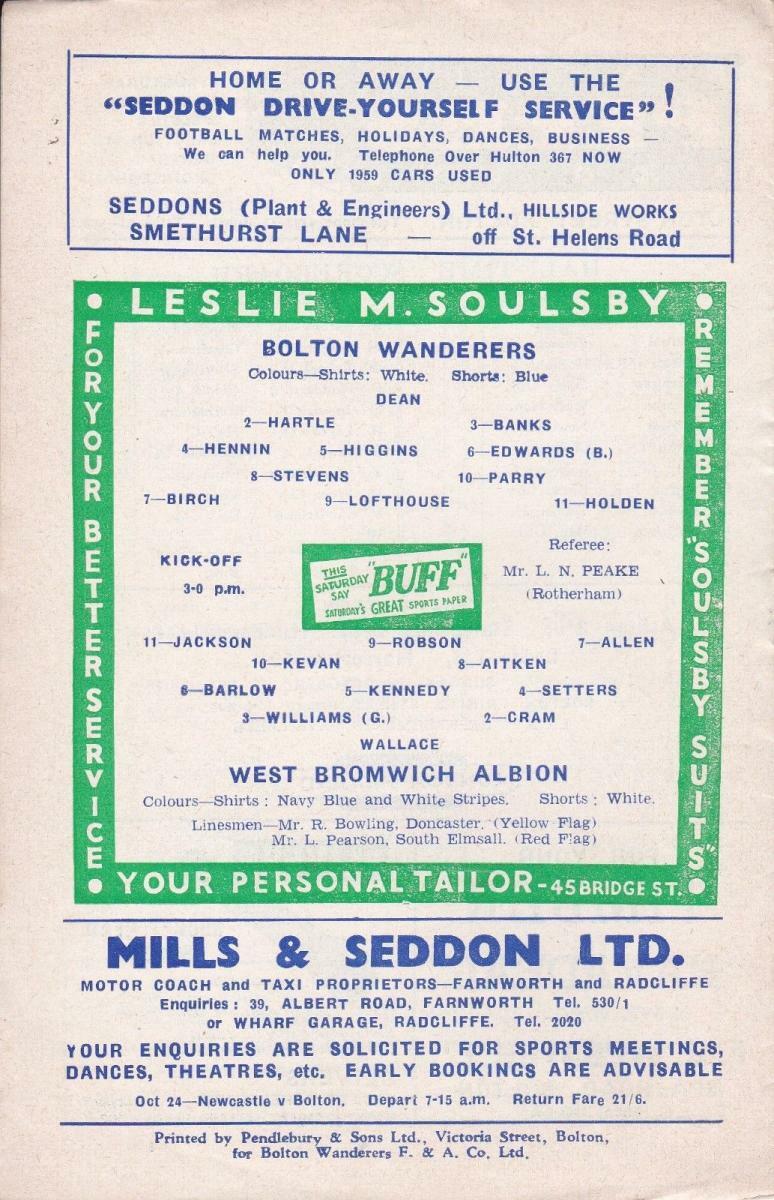 HOME OR AWAY — USE THE
"SEDDON DRIVE-YOURSELF SERVICE"!
FOOTBALL MATCHES, HOLIDAYS, DANCES, BUSINESS —
We can help you. Telephone Over Hulton 367 NOW
ONLY 1959 CARS USED
SEDDONS (Plant & Engineers) Ltd., HILLSIDE WORKS
SMETHURST LANE — off St. Helens Road
• LESLIE M. SOULSBY •
FOR YOUR BETTER SERVICE
REMEMBER "SOULSBY SUITS"
BOLTON WANDERERS
Colours—Shirts: White. Shorts: Blue
DEAN
2—HARTLE 3—BANKS
4—HENNIN 5—HIGGINS 6—EDWARDS (B.)
8—STEVENS 10—PARRY
7—BIRCH 9—LOFTHOUSE 11—HOLDEN
KICK-OFF
3-0 p.m.
THIS SATURDAY SAY "BUFF"
SATURDAY'S GREAT SPORTS PAPER
Referee:
Mr. L. N. PEAKE
(Rotherham)
11—JACKSON 9—ROBSON 7—ALLEN
10—KEVAN 8—AITKEN
6—BARLOW 5—KENNEDY 4—SETTERS
3—WILLIAMS (G.) 2—CRAM
WALLACE
WEST BROMWICH ALBION
Colours—Shirts: Navy Blue and White Stripes. Shorts: White.
Linesmen—Mr. R. Bowling, Doncaster. (Yellow Flag)
Mr. L. Pearson, South Elmsall. (Red Flag)
• YOUR PERSONAL TAILOR - 45 BRIDGE ST. •
MILLS & SEDDON LTD.
MOTOR COACH and TAXI PROPRIETORS—FARNWORTH and RADCLIFFE
Enquiries: 39, ALBERT ROAD, FARNWORTH Tel. 530/1
or WHARF GARAGE, RADCLIFFE. Tel. 2020
YOUR ENQUIRIES ARE SOLICITED FOR SPORTS MEETINGS,
DANCES, THEATRES, etc. EARLY BOOKINGS ARE ADVISABLE
Oct 24—Newcastle v Bolton. Depart 7-15 a.m. Return Fare 21/6.
Printed by Pendlebury & Sons Ltd., Victoria Street, Bolton,
for Bolton Wanderers F. & A. Co. Ltd.